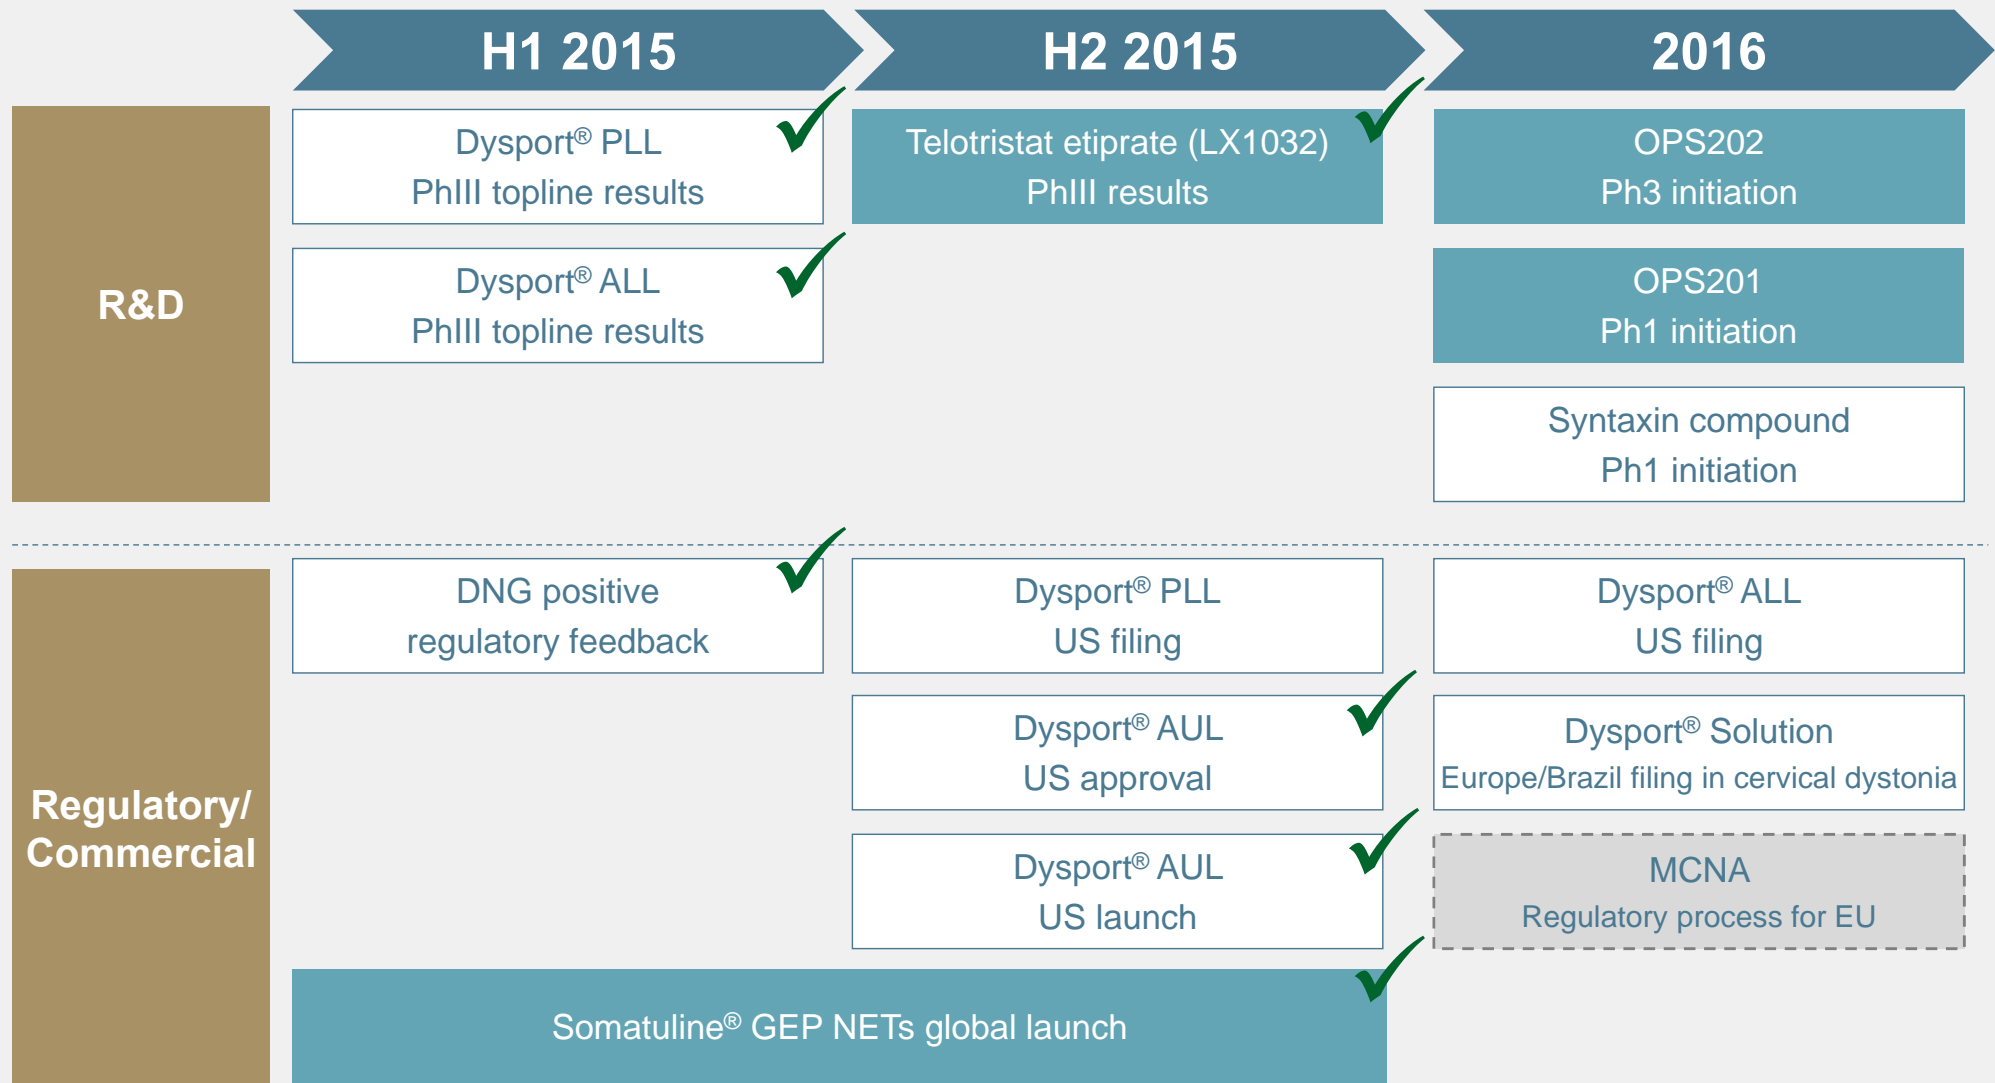 H1 2015
H2 2015
2016
R&D
Dysport® PLL
PhIII topline results
Telotristat etiprate (LX1032)
PhIII results
OPS202
Ph3 initiation
Dysport® ALL
PhIII topline results
OPS201
Ph1 initiation
Syntaxin compound
Ph1 initiation
Regulatory/
Commercial
DNG positive
regulatory feedback
Dysport® PLL
US filing
Dysport® ALL
US filing
Dysport® AUL
US approval
Dysport® Solution
Europe/Brazil filing in cervical dystonia
Dysport® AUL
US launch
MCNA
Regulatory process for EU
Somatuline® GEP NETs global launch